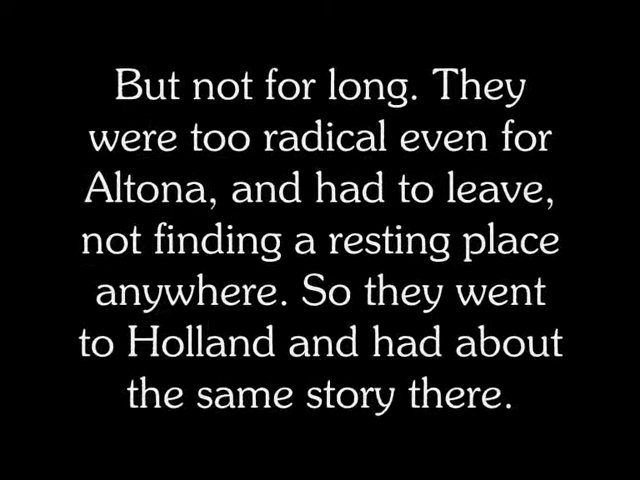 But not for long. They
were too radical even for
Altona, and had to leave,
not finding a resting place
anywhere. So they went
to Holland and had about
the same story there.